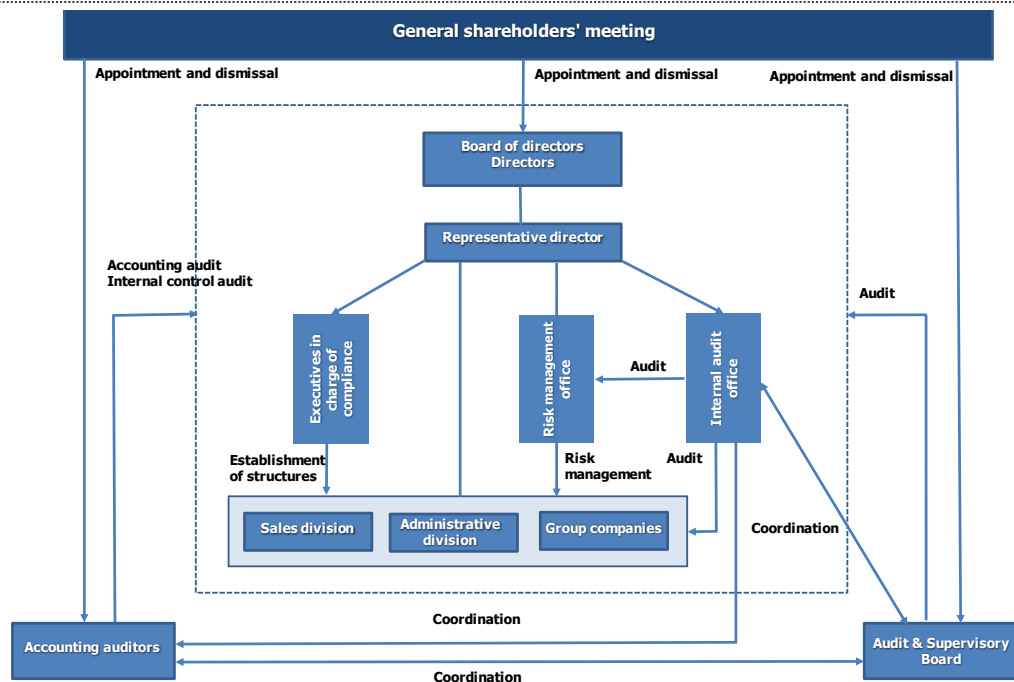 General shareholders' meeting
Appointment and dismissal
Appointment and dismissal
Appointment and dismissal
Board of directors
Directors
Representative director
Accounting audit
Internal control audit
Audit
Executives in
charge of
compliance
Risk management
office
Audit
Internal audit
office
Establishment
of structures
Risk
management
Audit
Sales division
Administrative
division
Group companies
Coordination
Coordination
Accounting auditors
Audit & Supervisory
Board
Coordination